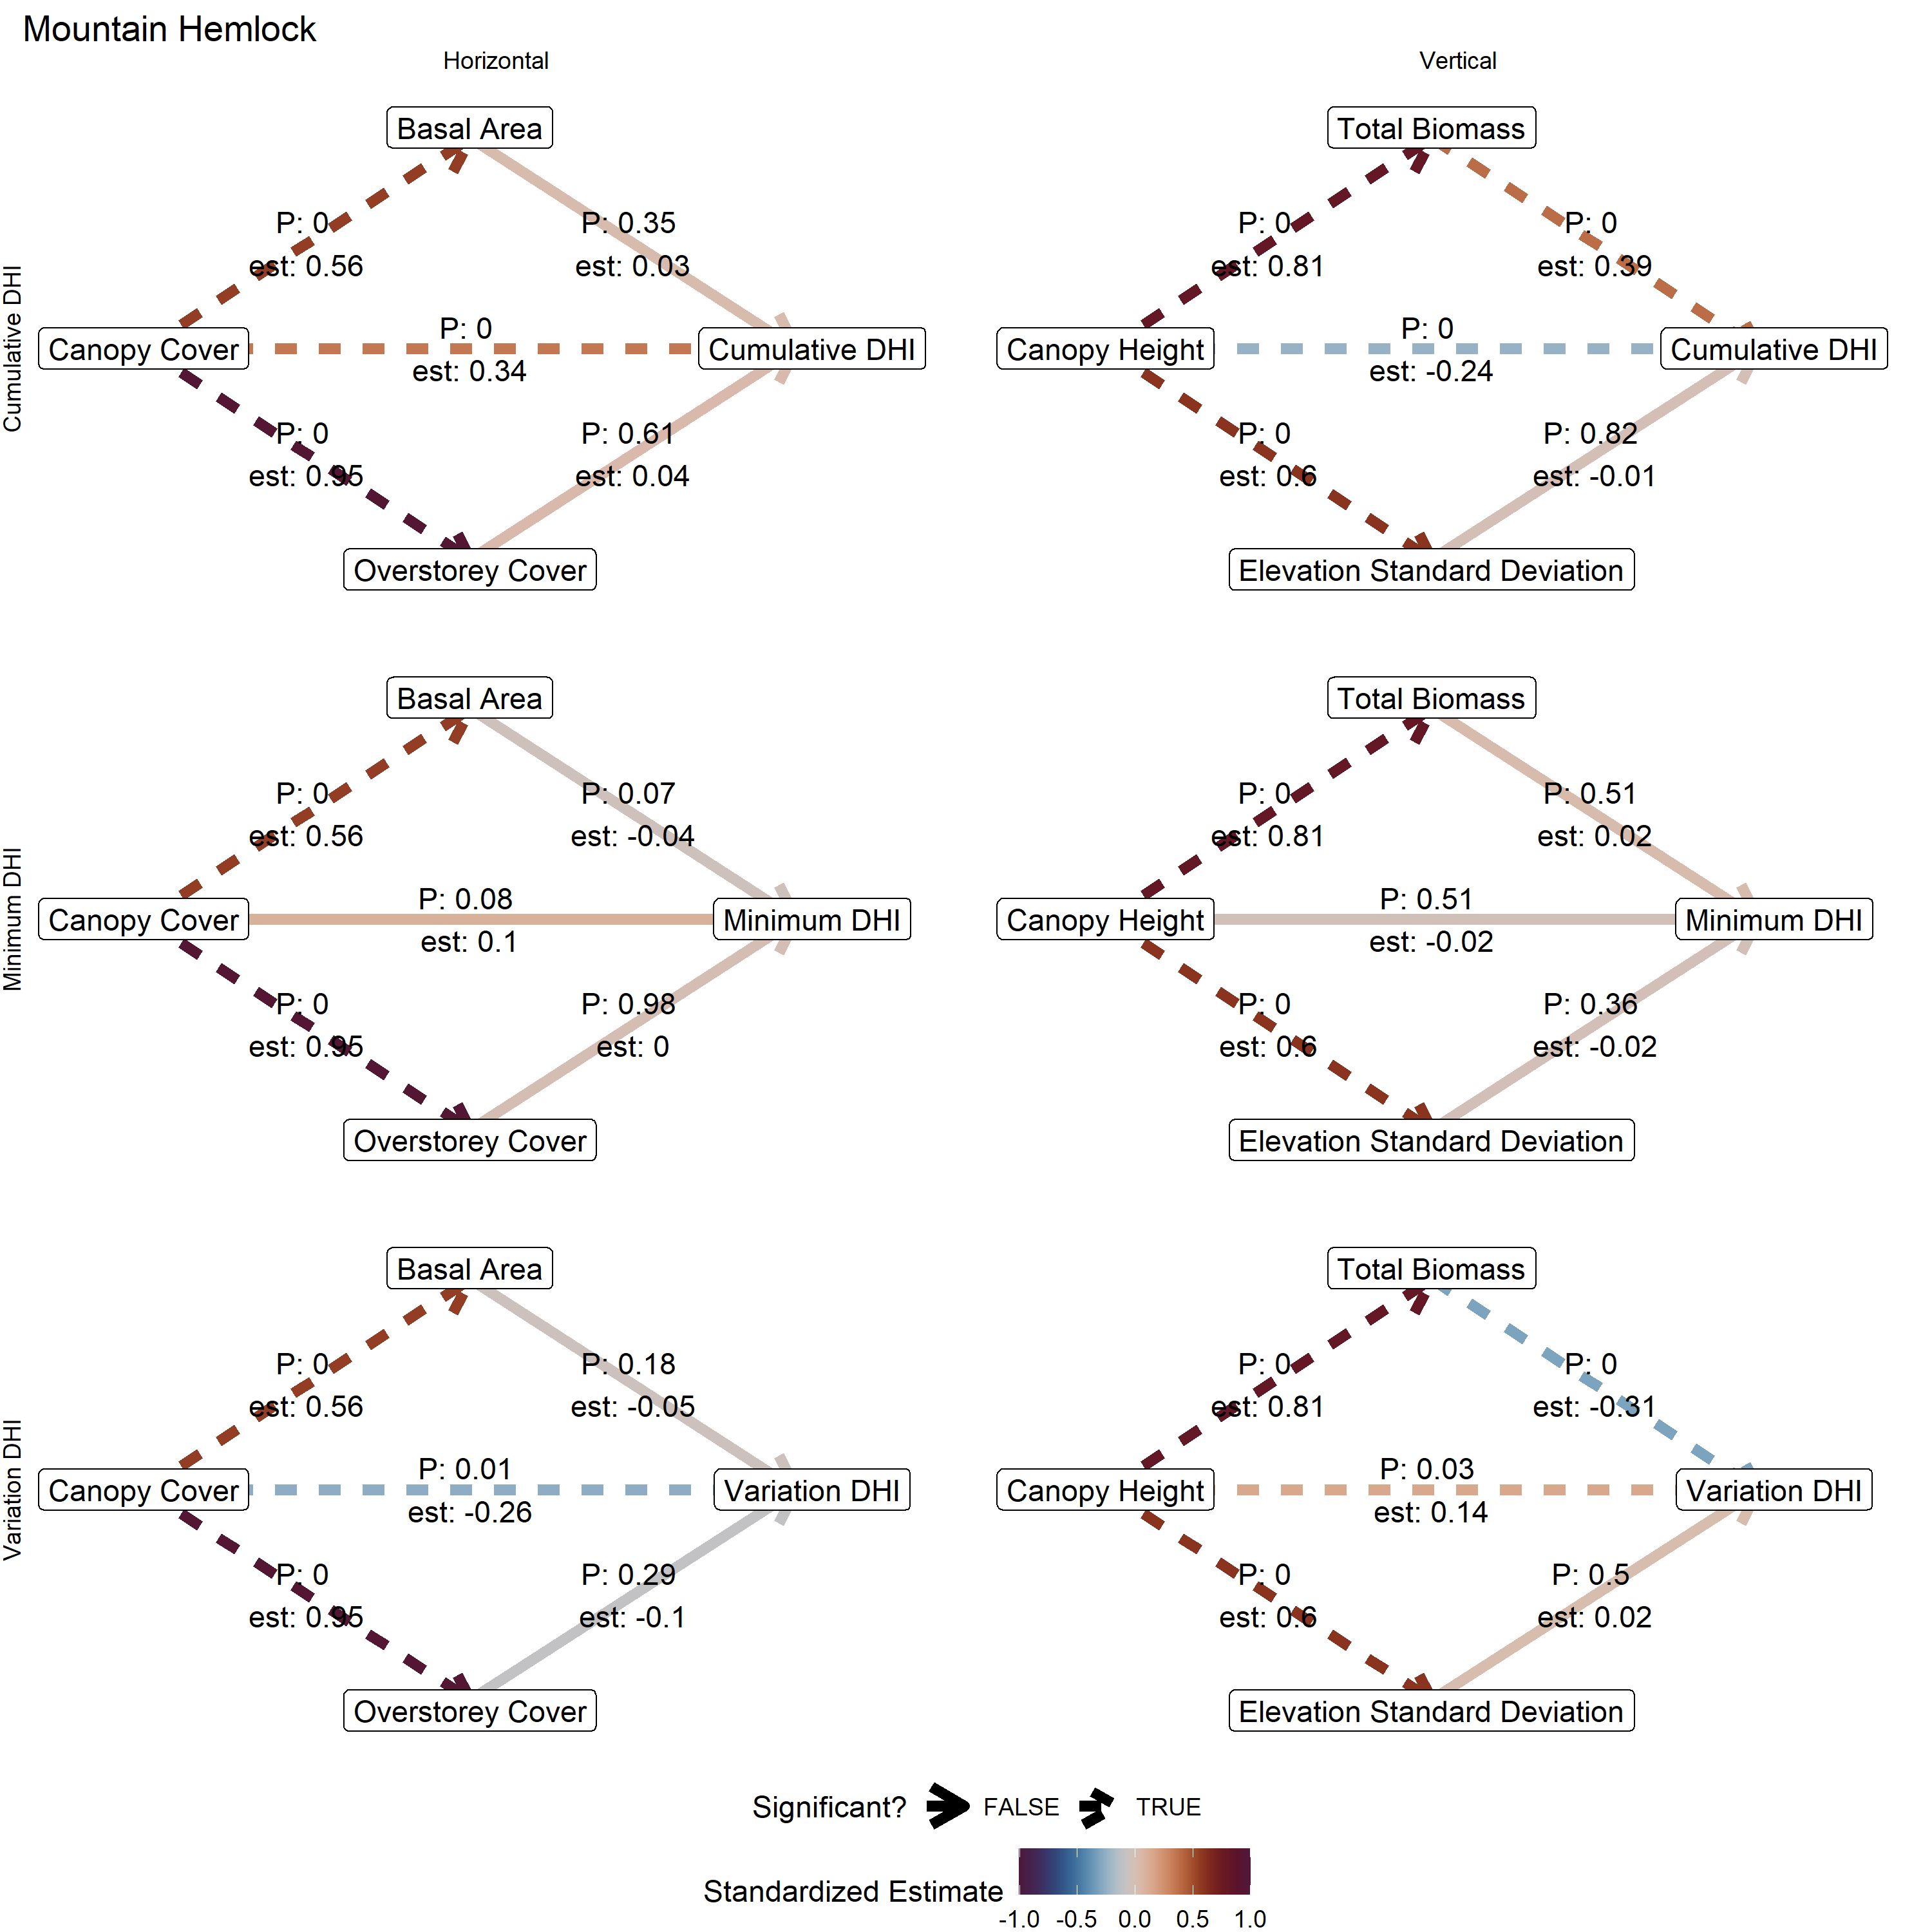 Mountain Hemlock
Horizontal
Vertical
Cumulative DHI
Basal Area
P: 0
est: 0.56
P: 0.35
est: 0.03
Canopy Cover
P: 0
est: 0.34
Cumulative DHI
P: 0
est: 0.95
P: 0.61
est: 0.04
Overstorey Cover
Total Biomass
P: 0
est: 0.81
P: 0
est: 0.39
Canopy Height
P: 0
est: -0.24
Cumulative DHI
P: 0
est: 0.6
P: 0.82
est: -0.01
Elevation Standard Deviation
Minimum DHI
Basal Area
P: 0
est: 0.56
P: 0.07
est: -0.04
Canopy Cover
P: 0.08
est: 0.1
Minimum DHI
P: 0
est: 0.95
P: 0.98
est: 0
Overstorey Cover
Total Biomass
P: 0
est: 0.81
P: 0.51
est: 0.02
Canopy Height
P: 0.51
est: -0.02
Minimum DHI
P: 0
est: 0.6
P: 0.36
est: -0.02
Elevation Standard Deviation
Variation DHI
Basal Area
P: 0
est: 0.56
P: 0.18
est: -0.05
Canopy Cover
P: 0.01
est: -0.26
Variation DHI
P: 0
est: 0.95
P: 0.29
est: -0.1
Overstorey Cover
Total Biomass
P: 0
est: 0.81
P: 0
est: -0.31
Canopy Height
P: 0.03
est: 0.14
Variation DHI
P: 0
est: 0.6
P: 0.5
est: 0.02
Elevation Standard Deviation
Significant? FALSE TRUE
Standardized Estimate
-1.0 -0.5 0.0 0.5 1.0